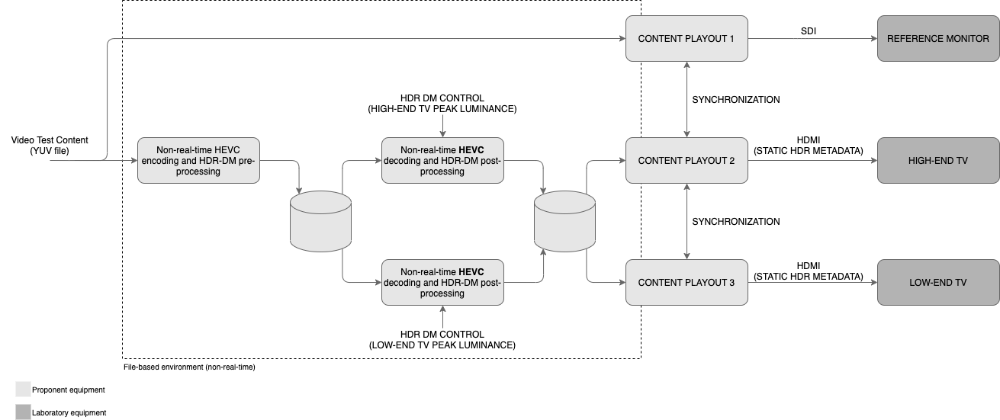 CONTENT PLAYOUT 1
SDI
REFERENCE MONITOR
HDR DM CONTROL
(HIGH-END TV PEAK LUMINANCE)
SYNCHRONIZATION
Video Test Content
(YUV file)
Non-real-time HEVC
encoding and HDR-DM pre-
processing
Non-real-time HEVC
decoding and HDR-DM post-
processing
CONTENT PLAYOUT 2
HDMI
(STATIC HDR METADATA)
HIGH-END TV
SYNCHRONIZATION
Non-real-time HEVC
decoding and HDR-DM post-
processing
CONTENT PLAYOUT 3
HDMI
(STATIC HDR METADATA)
LOW-END TV
HDR DM CONTROL
(LOW-END TV PEAK LUMINANCE)
File-based environment (non-real-time)
Proponent equipment
Laboratory equipment